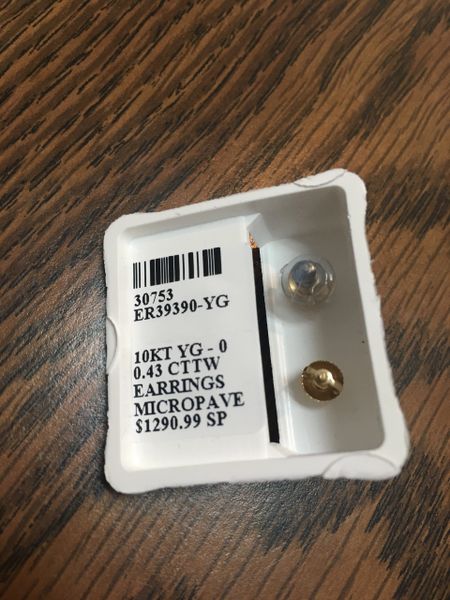 30753
ER39390-YG
10KT YG - 0
0.43 CTTW
EARRINGS
MICROPAVE
$1290.99 SP